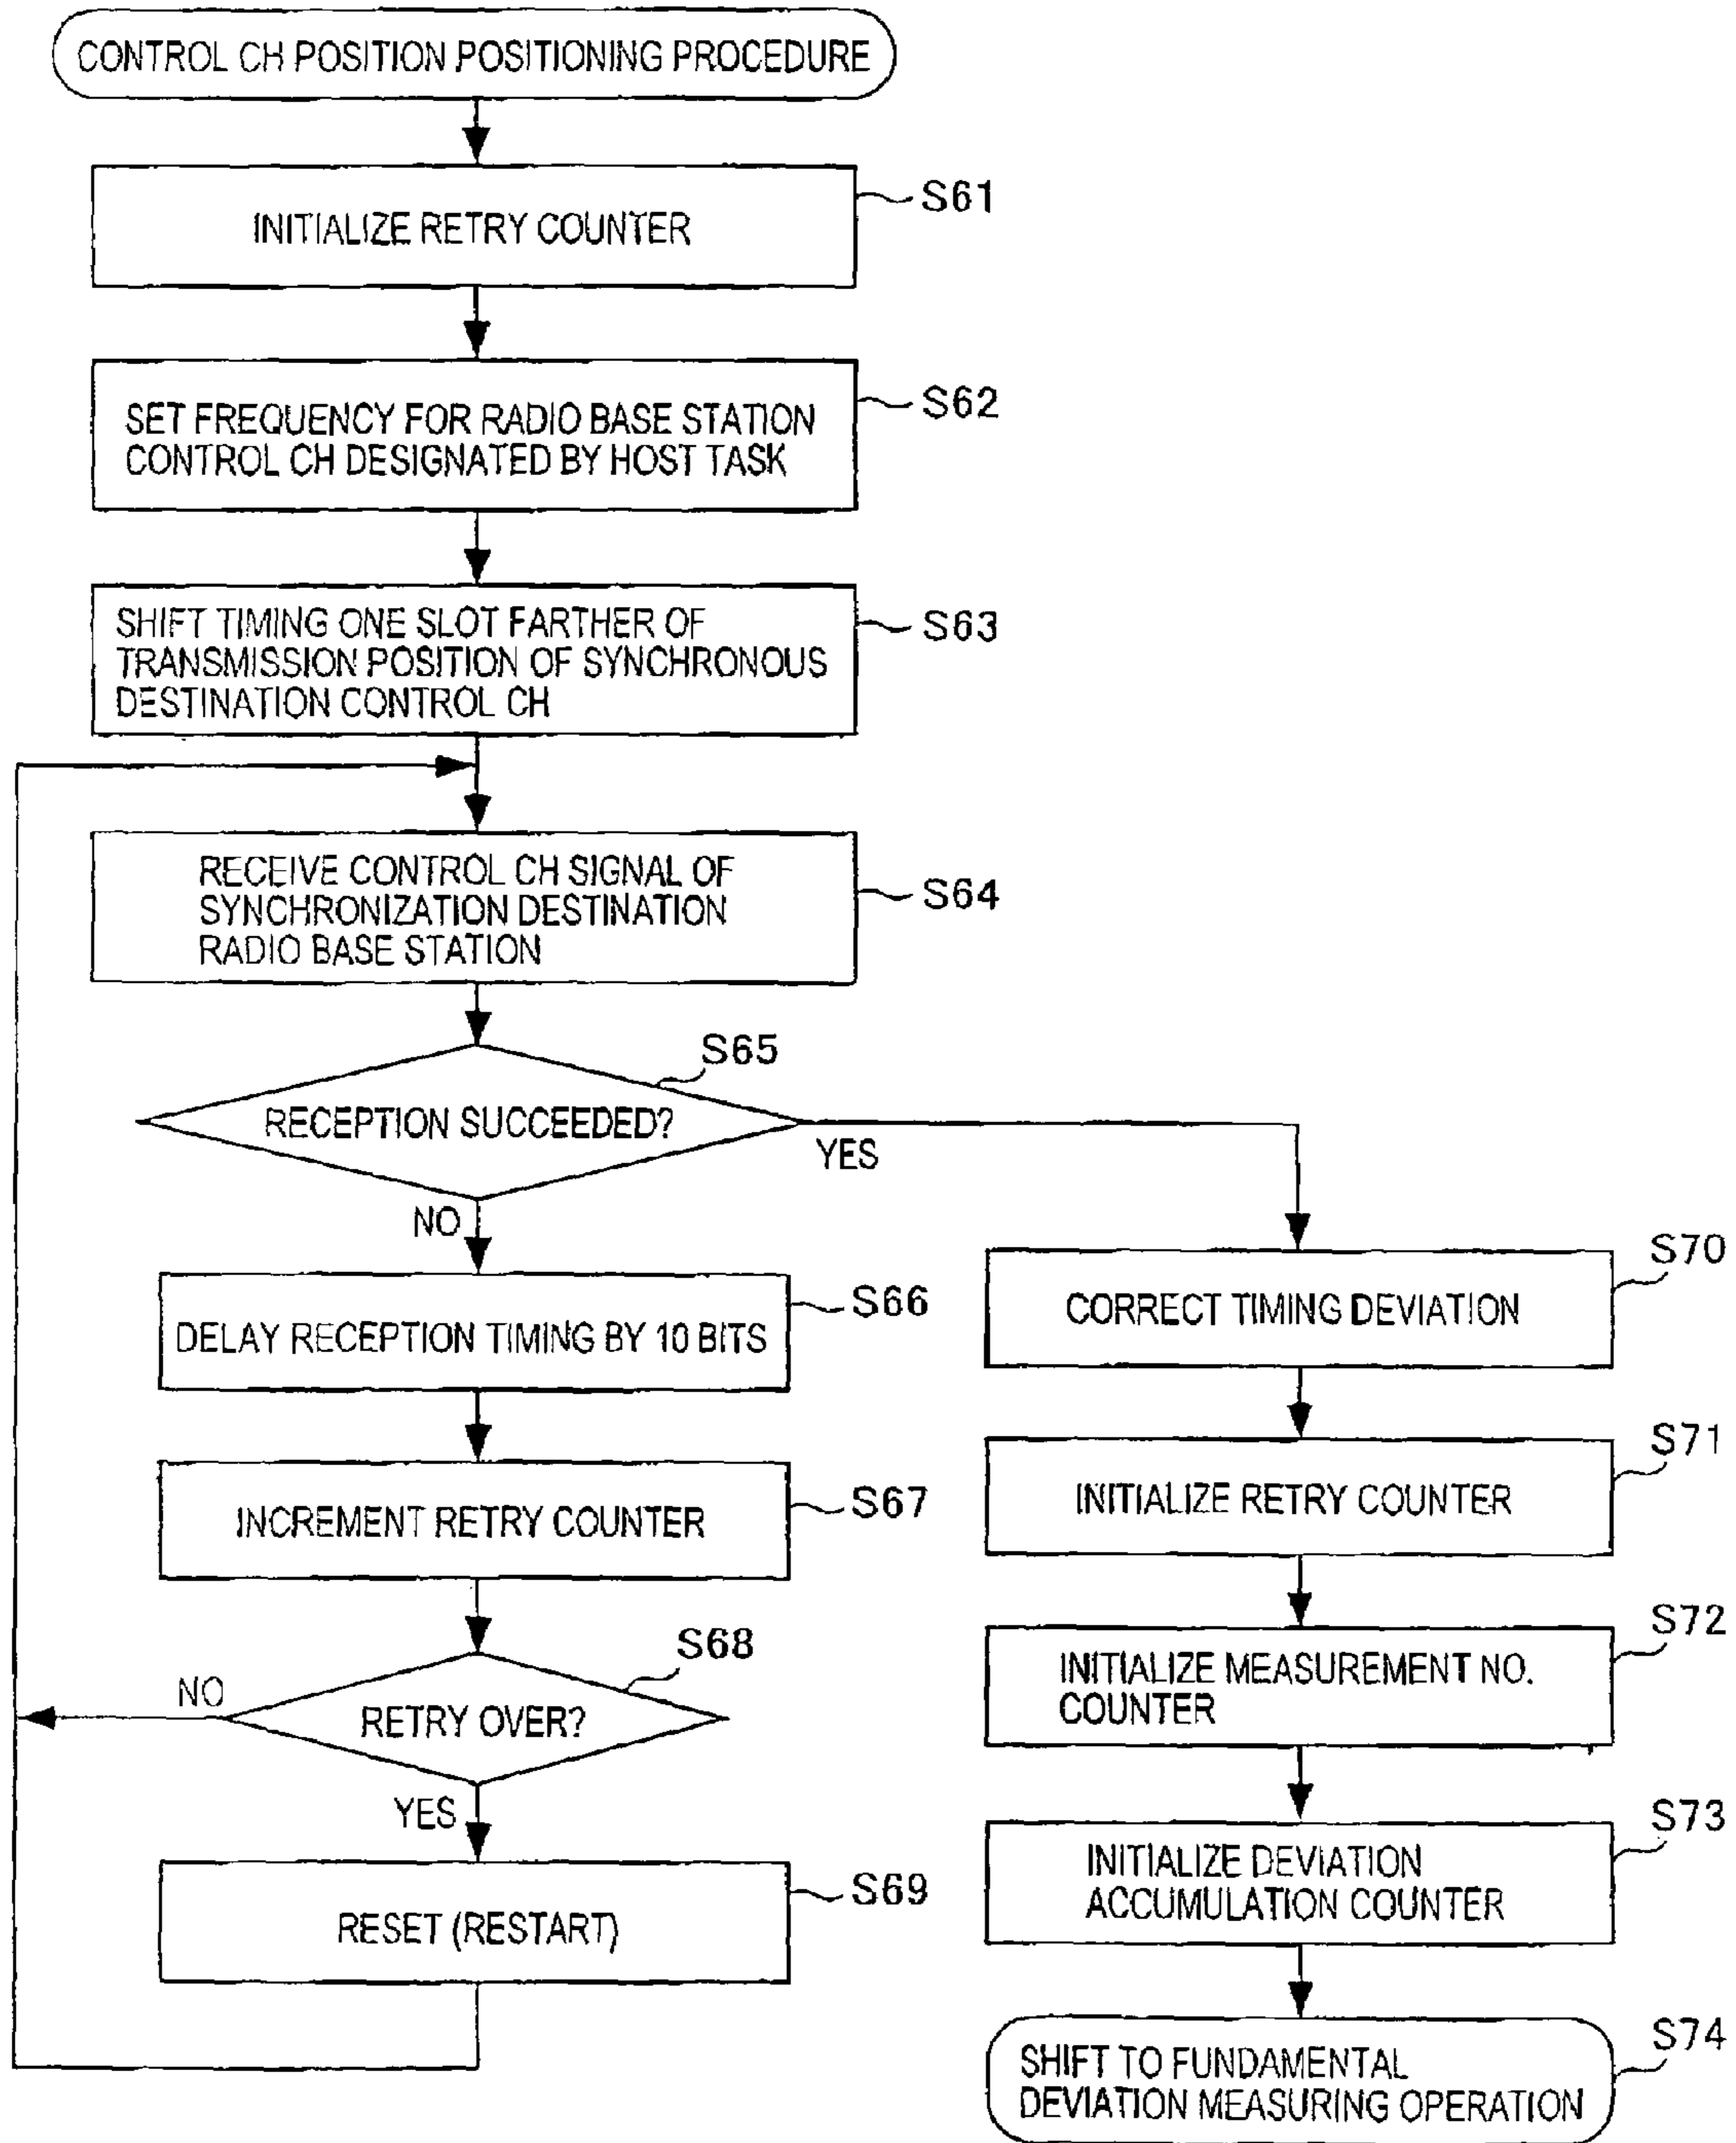 CONTROL CH POSITION POSITIONING PROCEDURE
INITIALIZE RETRY COUNTER
S61
SET FREQUENCY FOR RADIO BASE STATION
CONTROL CH DESIGNATED BY HOST TASK
S62
SHIFT TIMING ONE SLOT FARTHER OF
TRANSMISSION POSITION OF SYNCHRONOUS
DESTINATION CONTROL CH
S63
RECEIVE CONTROL CH SIGNAL OF
SYNCHRONIZATION DESTINATION
RADIO BASE STATION
S64
S65
RECEPTION SUCCEEDED?
YES
NO
DELAY RECEPTION TIMING BY 10 BITS
S66
INCREMENT RETRY COUNTER
S67
S68
RETRY OVER?
NO
YES
RESET (RESTART)
S69
S70
CORRECT TIMING DEVIATION
S71
INITIALIZE RETRY COUNTER
S72
INITIALIZE MEASUREMENT NO.
COUNTER
S73
INITIALIZE DEVIATION
ACCUMULATION COUNTER
S74
SHIFT TO FUNDAMENTAL
DEVIATION MEASURING OPERATION